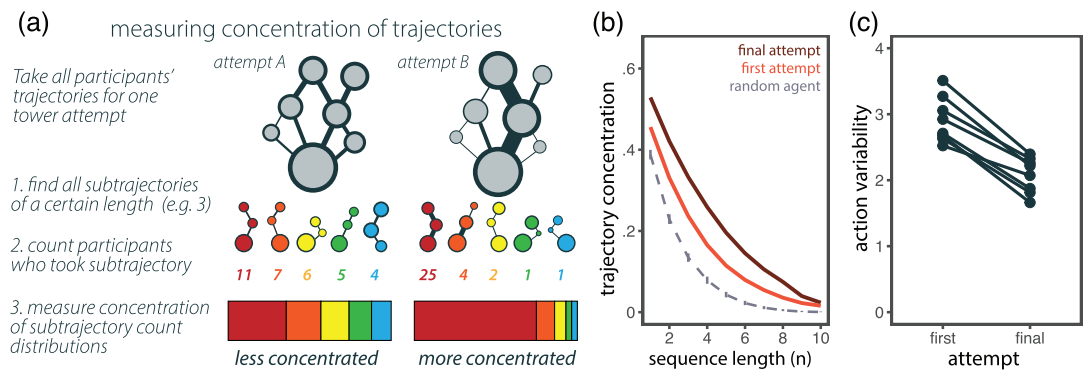 (a)
measuring concentration of trajectories
attempt A
attempt B
Take all participants'
trajectories for one
tower attempt
1. find all subtrajectories
of a certain length (e.g. 3)
2. count participants
who took subtrajectory
11 7 6 5 4
25 4 2 1 1
3. measure concentration
of subtrajectory count
distributions
less concentrated
more concentrated
(b)
final attempt
first attempt
random agent
trajectory concentration
.6
.4
.2
0
2 4 6 8 10
sequence length (n)
(c)
action variability
4
3
2
1
0
first final
attempt